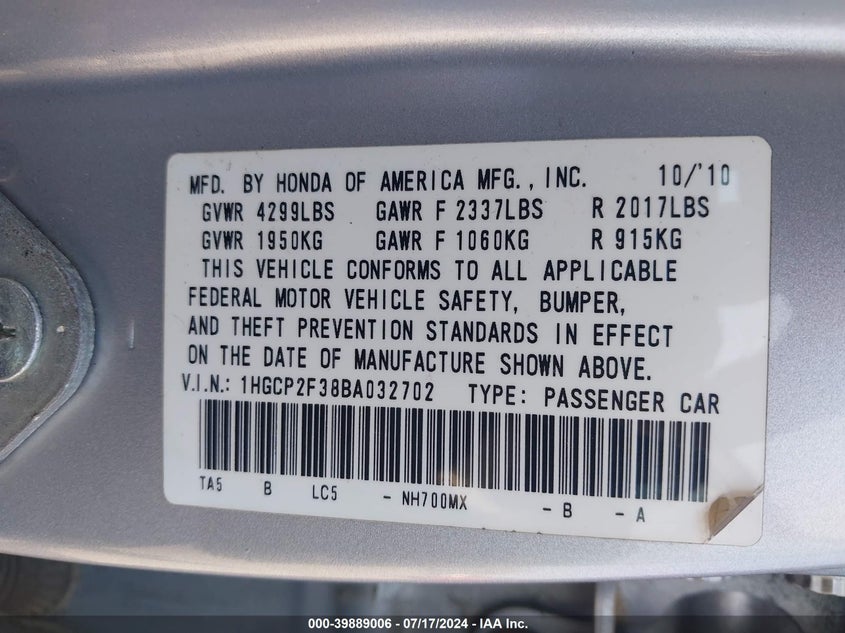 MFD. BY HONDA OF AMERICA MFG., INC. 10/'10
GVWR 4299LBS GAWR F 2337LBS R 2017LBS
GVWR 1950KG GAWR F 1060KG R 915KG
THIS VEHICLE CONFORMS TO ALL APPLICABLE
FEDERAL MOTOR VEHICLE SAFETY, BUMPER,
AND THEFT PREVENTION STANDARDS IN EFFECT
ON THE DATE OF MANUFACTURE SHOWN ABOVE.
V.I.N.: 1HGCP2F38BA032702 TYPE: PASSENGER CAR
TA5 B LC5 - NH700MX - B - A
000-39889006 - 07/17/2024 - IAA Inc.